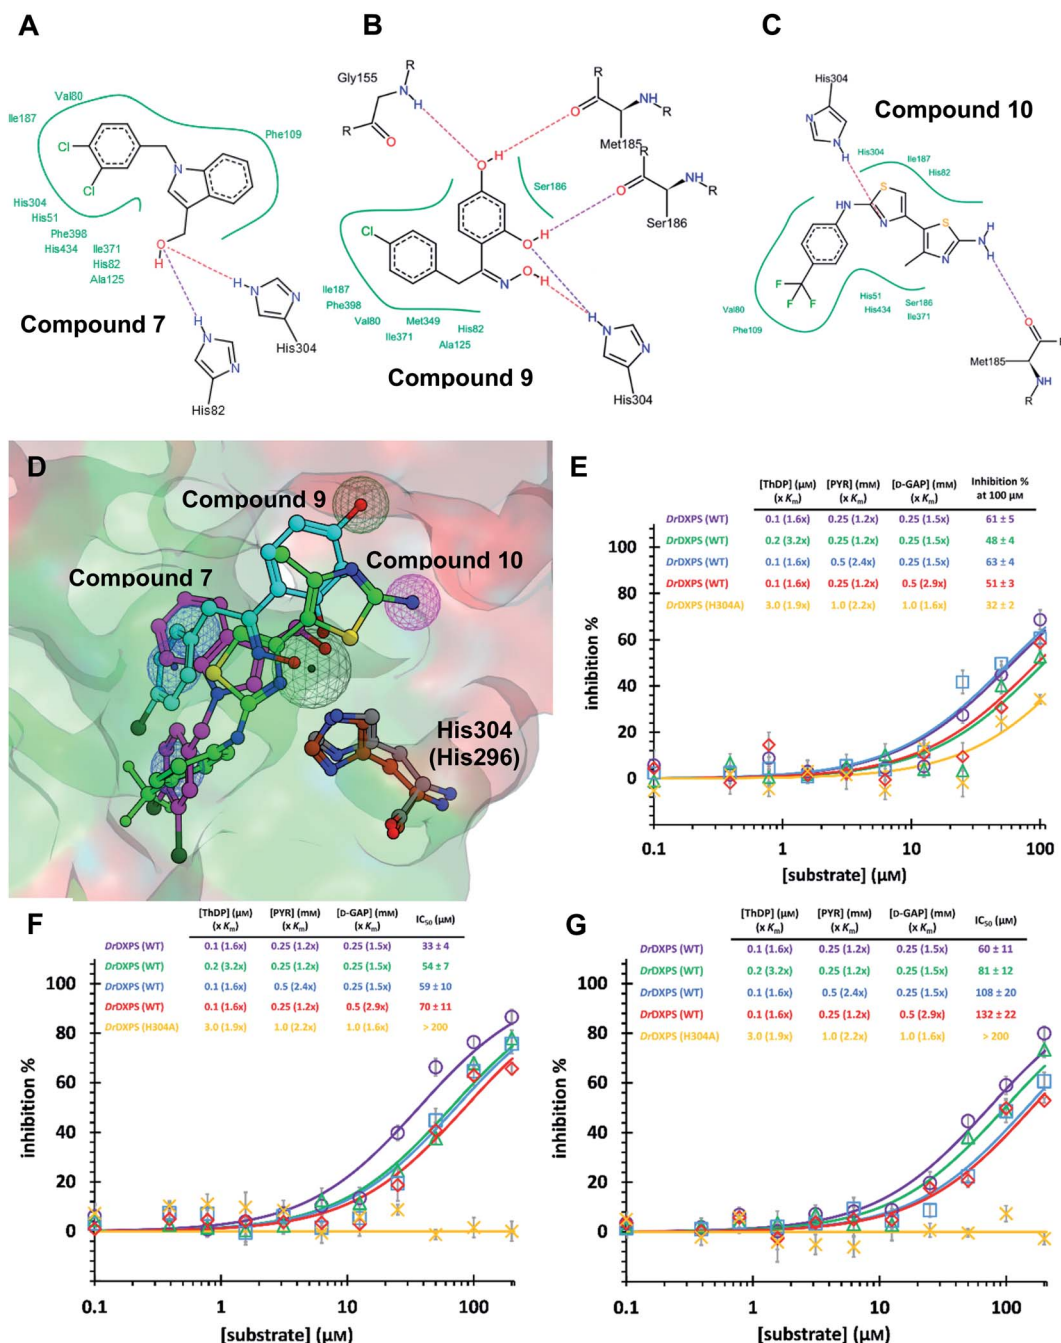 A
Val80
Ile187
Phe109
Cl
N
Cl
His304
His51
Phe398
His434
Ile371
His82
Ala125
O
H
H
N
N
His304
Compound 7
H
N
N
His82
B
R
Gly155
N
H
R
O
R
O
NH
R
Met185
O
H
R
O
NH
R
Ser186
Ser186
Cl
O
H
N
O
H
Ile187
Phe398
Val80
Met349
His82
Ile371
Ala125
H
N
N
His304
Compound 9
C
His304
N
N
H
Compound 10
His304
Ile187
His82
S
NH
N
S
N
N
H
H
F
F
F
Val80
Phe109
His51
His434
Ser186
Ile371
O
Met185
NH
R
D
Compound 9
Compound 10
Compound 7
His304
(His296)
E
[ThDP] (µM) [PYR] (mM) [D-GAP] (mM) Inhibition %
(x Km) (x Km) (x Km) at 100 µM
DrDXPS (WT) 0.1 (1.6x) 0.25 (1.2x) 0.25 (1.5x) 61 ± 5
DrDXPS (WT) 0.2 (3.2x) 0.25 (1.2x) 0.25 (1.5x) 48 ± 4
DrDXPS (WT) 0.1 (1.6x) 0.5 (2.4x) 0.25 (1.5x) 63 ± 4
DrDXPS (WT) 0.1 (1.6x) 0.25 (1.2x) 0.5 (2.9x) 51 ± 3
DrDXPS (H304A) 3.0 (1.9x) 1.0 (2.2x) 1.0 (1.6x) 32 ± 2
100
80
60
40
20
0
inhibition %
0.1 1 10 100
[substrate] (µM)
F
[ThDP] (µM) [PYR] (mM) [D-GAP] (mM) IC50 (µM)
(x Km) (x Km) (x Km)
DrDXPS (WT) 0.1 (1.6x) 0.25 (1.2x) 0.25 (1.5x) 33 ± 4
DrDXPS (WT) 0.2 (3.2x) 0.25 (1.2x) 0.25 (1.5x) 54 ± 7
DrDXPS (WT) 0.1 (1.6x) 0.5 (2.4x) 0.25 (1.5x) 59 ± 10
DrDXPS (WT) 0.1 (1.6x) 0.25 (1.2x) 0.5 (2.9x) 70 ± 11
DrDXPS (H304A) 3.0 (1.9x) 1.0 (2.2x) 1.0 (1.6x) > 200
100
80
60
40
20
0
inhibition %
0.1 1 10 100
[substrate] (µM)
G
[ThDP] (µM) [PYR] (mM) [D-GAP] (mM) IC50 (µM)
(x Km) (x Km) (x Km)
DrDXPS (WT) 0.1 (1.6x) 0.25 (1.2x) 0.25 (1.5x) 60 ± 11
DrDXPS (WT) 0.2 (3.2x) 0.25 (1.2x) 0.25 (1.5x) 81 ± 12
DrDXPS (WT) 0.1 (1.6x) 0.5 (2.4x) 0.25 (1.5x) 108 ± 20
DrDXPS (WT) 0.1 (1.6x) 0.25 (1.2x) 0.5 (2.9x) 132 ± 22
DrDXPS (H304A) 3.0 (1.9x) 1.0 (2.2x) 1.0 (1.6x) > 200
100
80
60
40
20
0
inhibition %
0.1 1 10 100
[substrate] (µM)